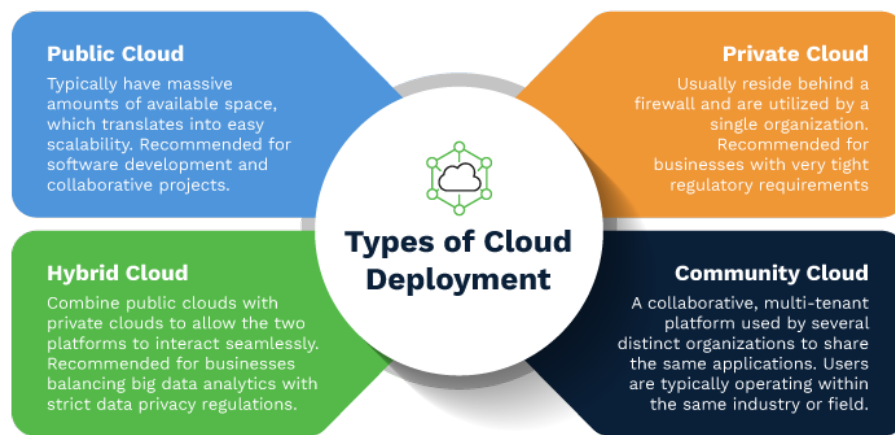 Public Cloud
Typically have massive
amounts of available space,
which translates into easy
scalability. Recommended for
software development and
collaborative projects.
Private Cloud
Usually reside behind a
firewall and are utilized by a
single organization.
Recommended for
businesses with very tight
regulatory requirements
Types of Cloud
Deployment
Hybrid Cloud
Combine public clouds with
private clouds to allow the two
platforms to interact seamlessly.
Recommended for businesses
balancing big data analytics with
strict data privacy regulations.
Community Cloud
A collaborative, multi-tenant
platform used by several
distinct organizations to share
the same applications. Users
are typically operating within
the same industry or field.